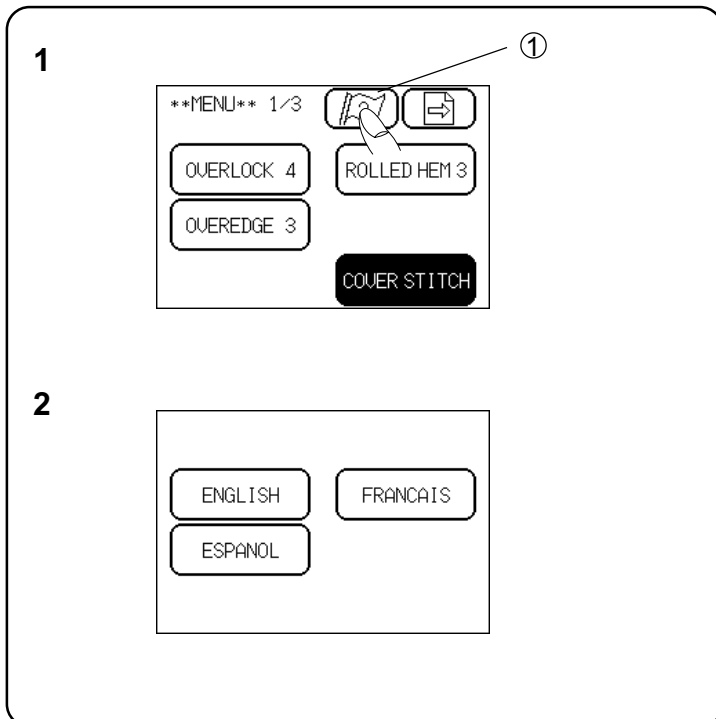 1
①
**MENU** 1/3
OVERLOCK 4
ROLLED HEM 3
OVEREDGE 3
COVER STITCH
2
ENGLISH
FRANCAIS
ESPANOL